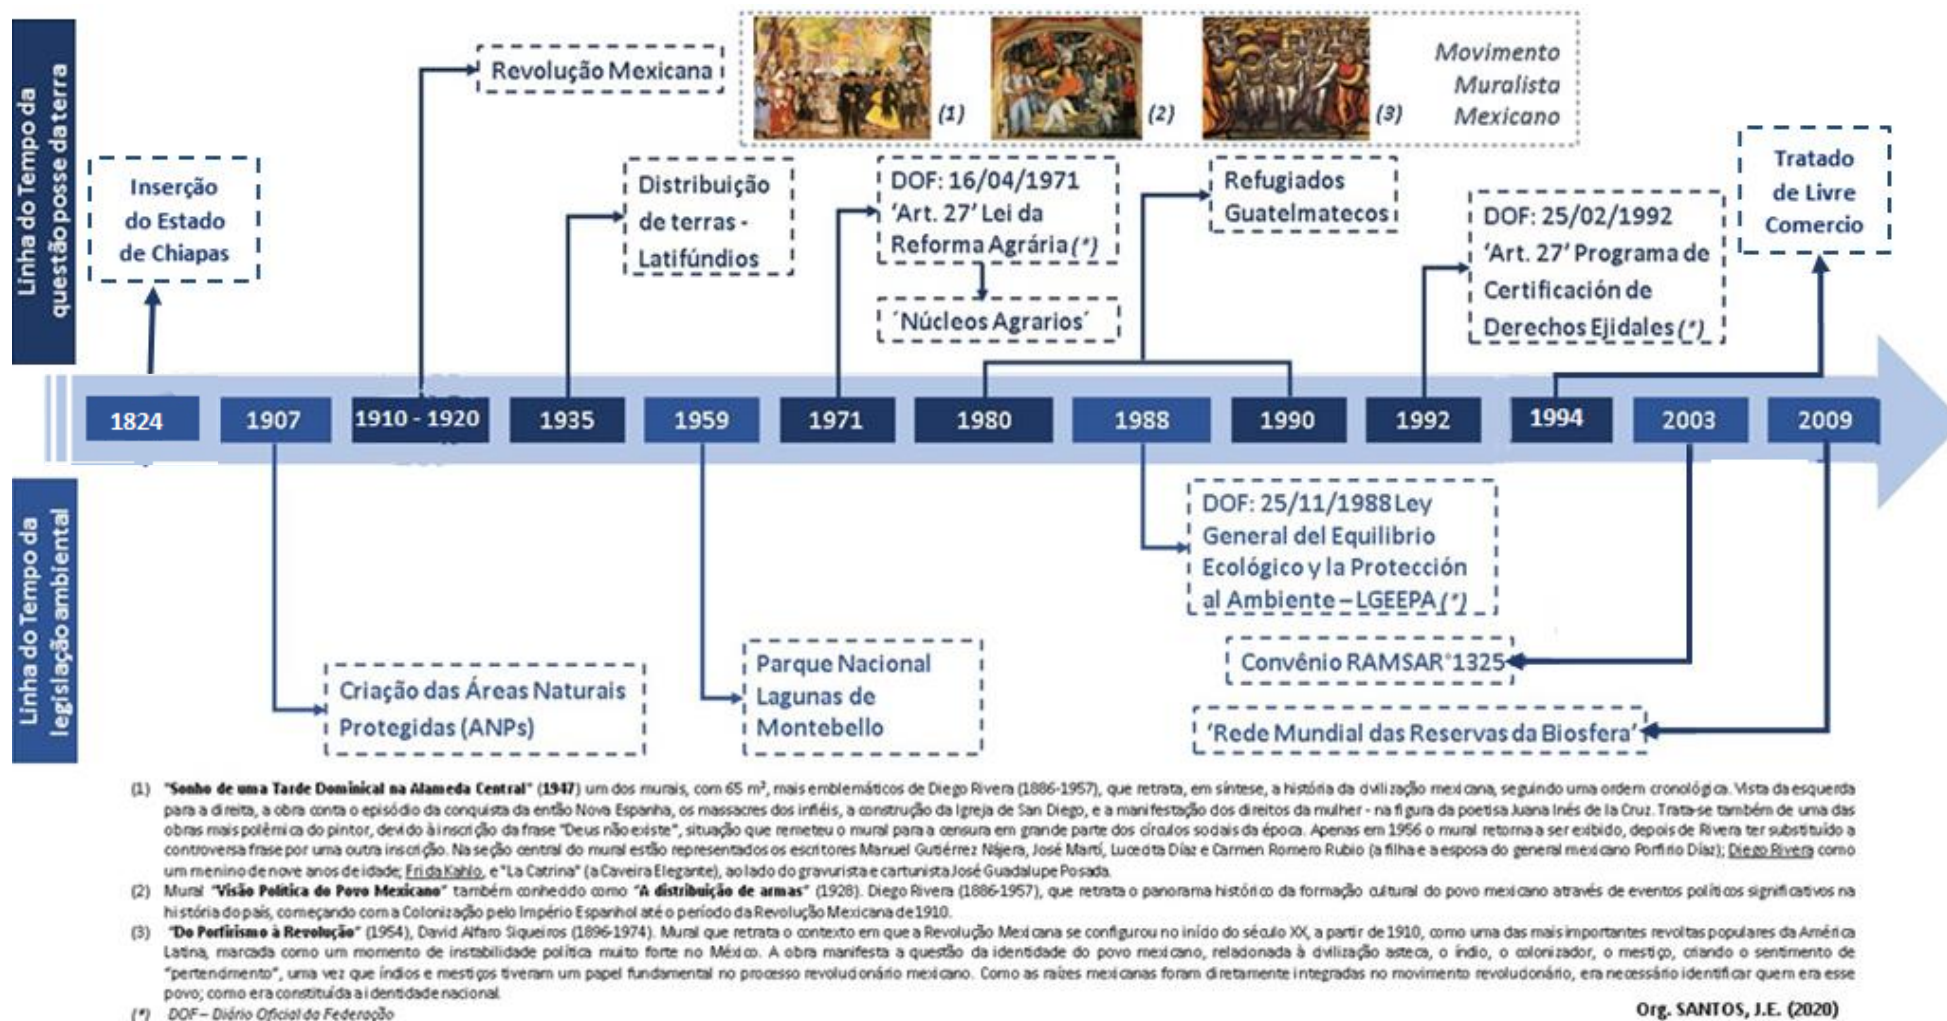 Linha do Tempo da
questão posse da terra
Revolução Mexicana
(1)
(2)
(3)
Movimento
Muralista
Mexicano
Inserção
do Estado
de Chiapas
Distribuição
de terras -
Latifúndios
DOF: 16/04/1971
‘Art. 27’ Lei da
Reforma Agrária (*)
´Núcleos Agrarios´
Refugiados
Guatelmatecos
DOF: 25/02/1992
‘Art. 27’ Programa de
Certificación de
Derechos Ejidales (*)
Tratado
de Livre
Comercio
1824
1907
1910 - 1920
1935
1959
1971
1980
1988
1990
1992
1994
2003
2009
Linha do Tempo da
legislação ambiental
Criação das Áreas Naturais
Protegidas (ANPs)
Parque Nacional
Lagunas de
Montebello
DOF: 25/11/1988 Ley
General del Equilibrio
Ecológico y la Protección
al Ambiente – LGEEPA (*)
Convênio RAMSAR°1325
‘Rede Mundial das Reservas da Biosfera’
(1) "Sonho de uma Tarde Dominical na Alameda Central" (1947) um dos murais, com 65 m², mais emblemáticos de Diego Rivera (1886-1957), que retrata, em síntese, a história da civilização mexicana, seguindo uma ordem cronológica. Vista da esquerda
para a direita, a obra conta o episódio da conquista da então Nova Espanha, os massacres dos infiéis, a construção da Igreja de San Diego, e a manifestação dos direitos da mulher - na figura da poetisa Juana Inés de la Cruz. Trata-se também de uma das
obras mais polêmica do pintor, devido à inscrição da frase "Deus não existe", situação que remeteu o mural para a censura em grande parte dos círculos sociais da época. Apenas em 1956 o mural retorna a ser exibido, depois de Rivera ter substituído a
controversa frase por uma outra inscrição. Na seção central do mural estão representados os escritores Manuel Gutiérrez Nájera, José Martí, Lucecita Díaz e Carmen Romero Rubio (a filha e a esposa do general mexicano Porfirio Díaz); Diego Rivera como
um menino de nove anos de idade; Frida Kahlo, e "La Catrina" (a Caveira Elegante), ao lado do gravurista e cartunista José Guadalupe Posada.
(2) Mural "Visão Política do Povo Mexicano" também conhecido como "A distribuição de armas" (1928). Diego Rivera (1886-1957), que retrata o panorama histórico da formação cultural do povo mexicano através de eventos políticos significativos na
história do país, começando com a Colonização pelo Império Espanhol até o período da Revolução Mexicana de 1910.
(3) "Do Porfirismo à Revolução" (1954), David Alfaro Siqueiros (1896-1974). Mural que retrata o contexto em que a Revolução Mexicana se configurou no início do século XX, a partir de 1910, como uma das mais importantes revoltas populares da América
Latina, marcada como um momento de instabilidade política muito forte no México. A obra manifesta a questão da identidade do povo mexicano, relacionada à civilização asteca, o índio, o colonizador, o mestiço, criando o sentimento de
"pertencimento", uma vez que índios e mestiços tiveram um papel fundamental no processo revolucionário mexicano. Como as raízes mexicanas foram diretamente integradas no movimento revolucionário, era necessário identificar quem era esse
povo; como era constituída a identidade nacional.
(*) DOF – Diário Oficial da Federação
Org. SANTOS, J.E. (2020)